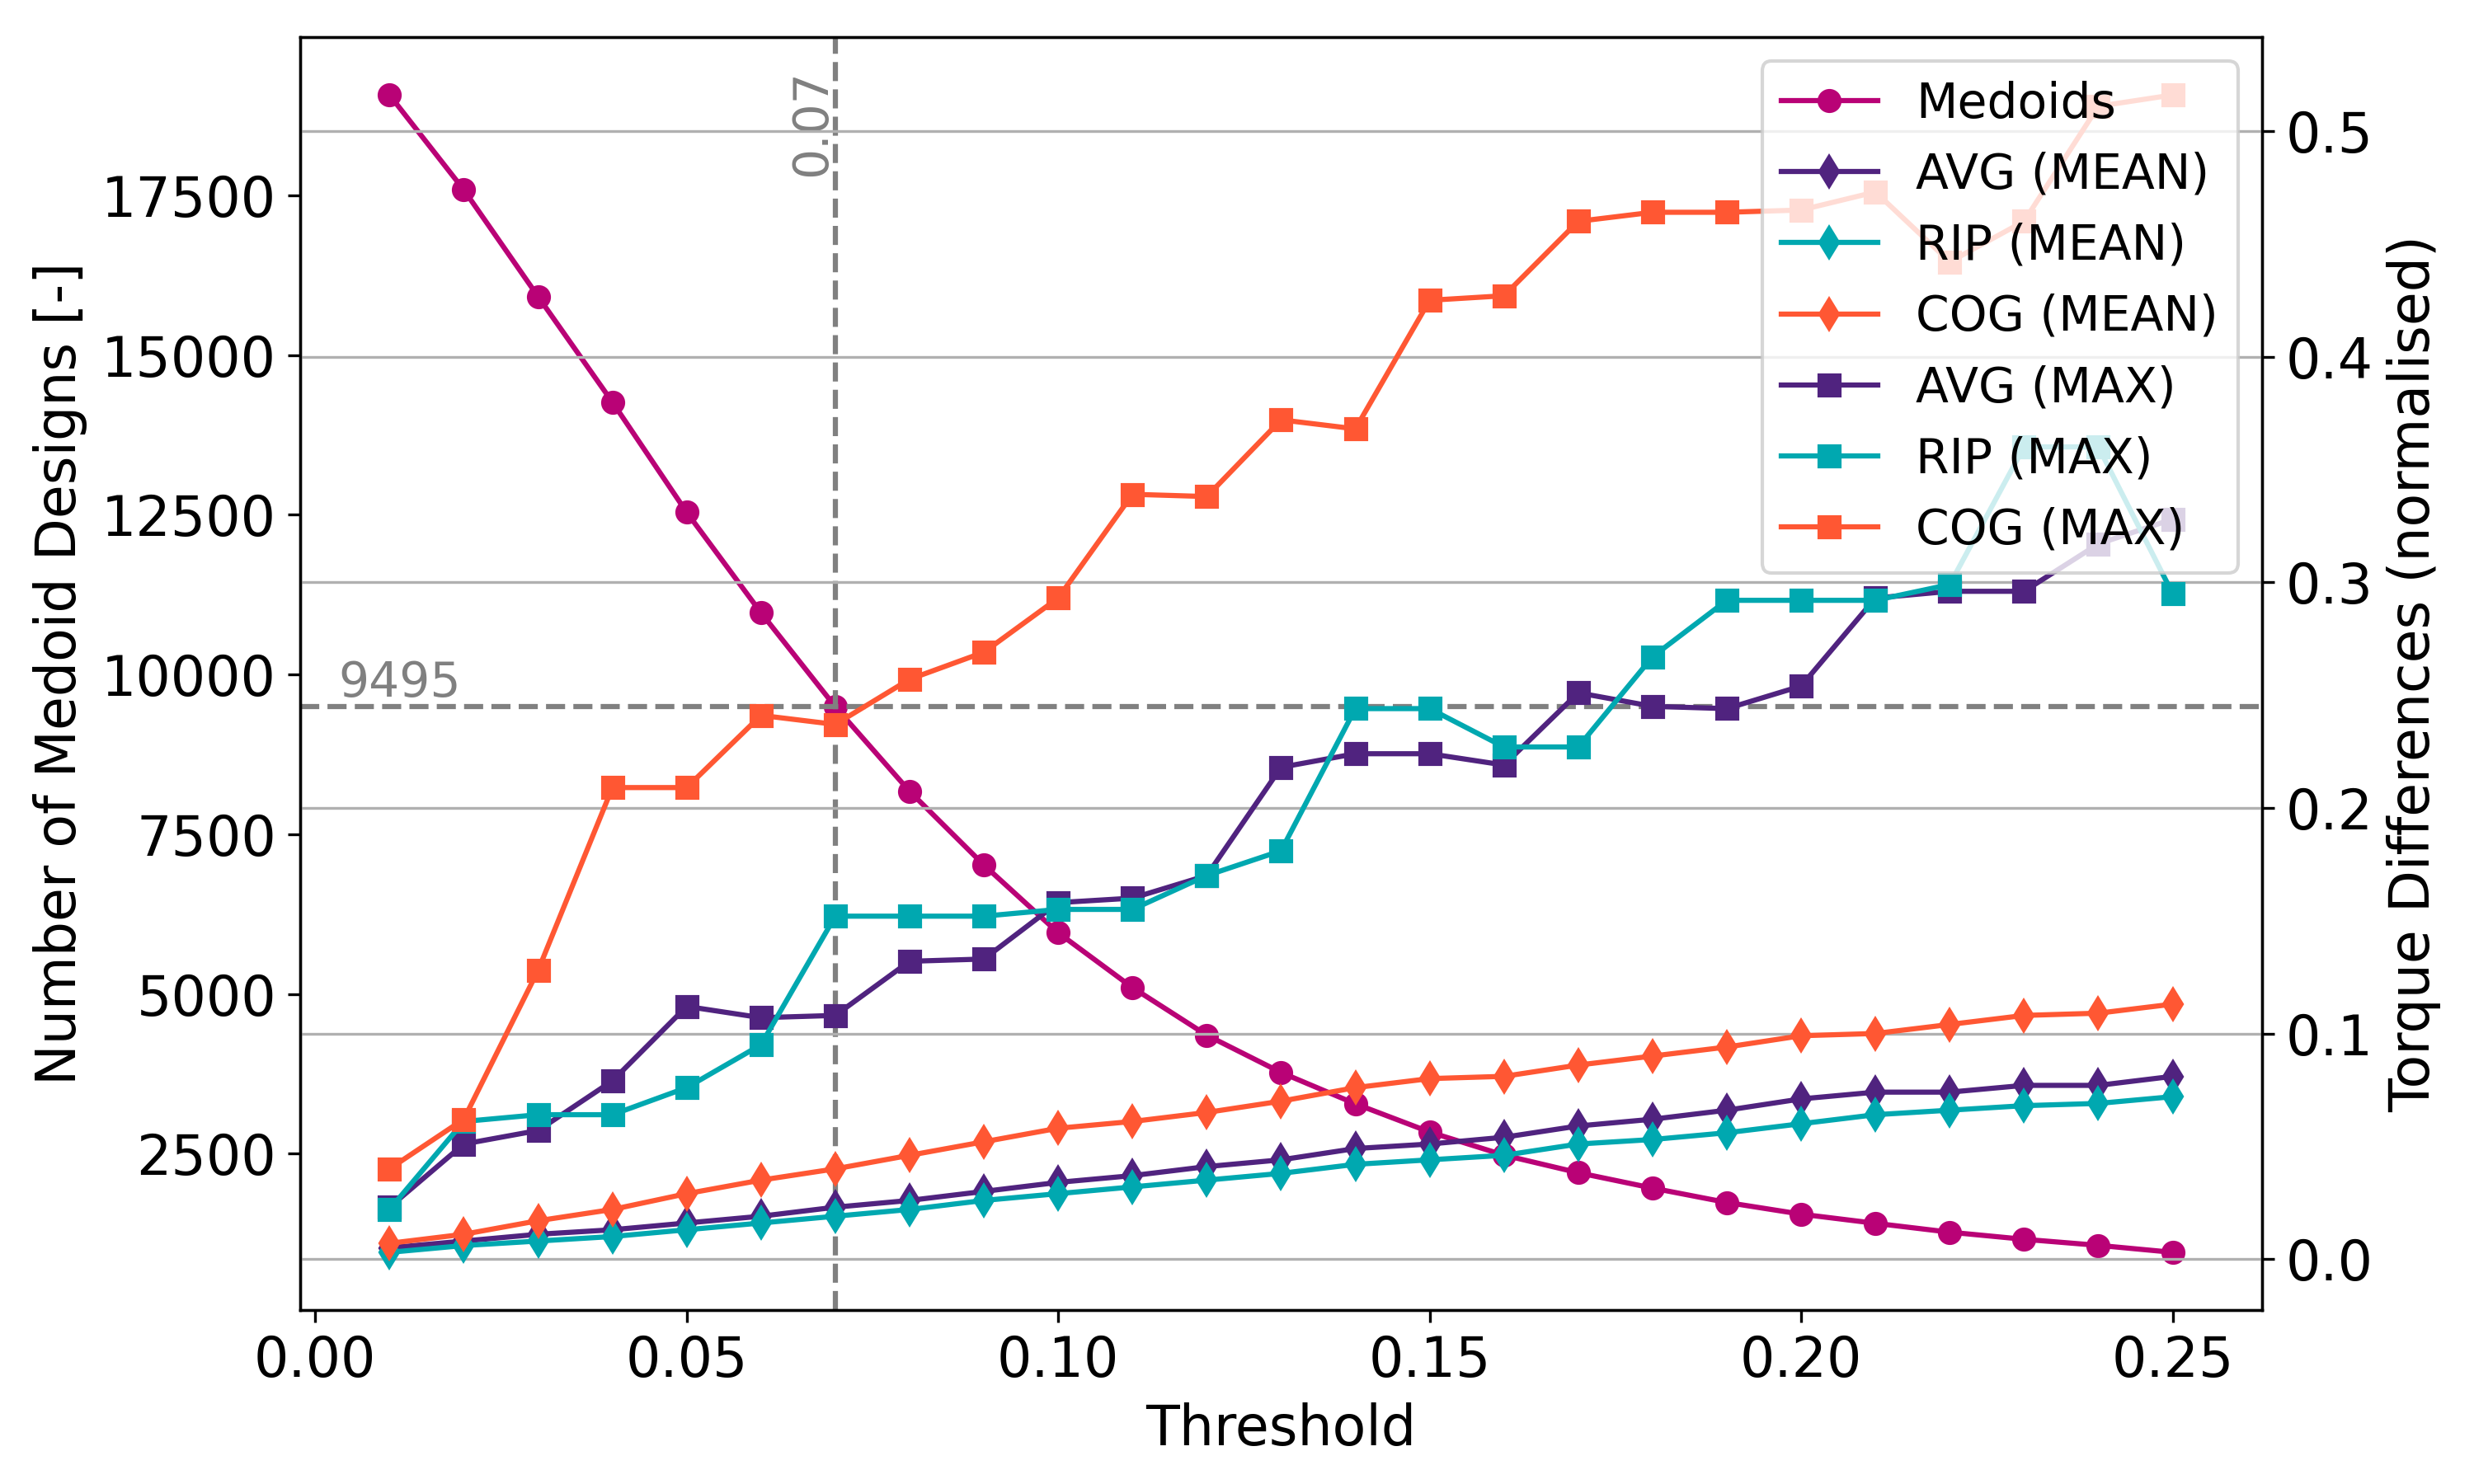 Number of Medoid Designs [-]
17500
15000
12500
10000
7500
5000
2500
0.07
9495
Medoids
AVG (MEAN)
RIP (MEAN)
COG (MEAN)
AVG (MAX)
RIP (MAX)
COG (MAX)
0.5
0.4
0.3
0.2
0.1
0.0
Torque Differences (normalised)
0.00 0.05 0.10 0.15 0.20 0.25
Threshold